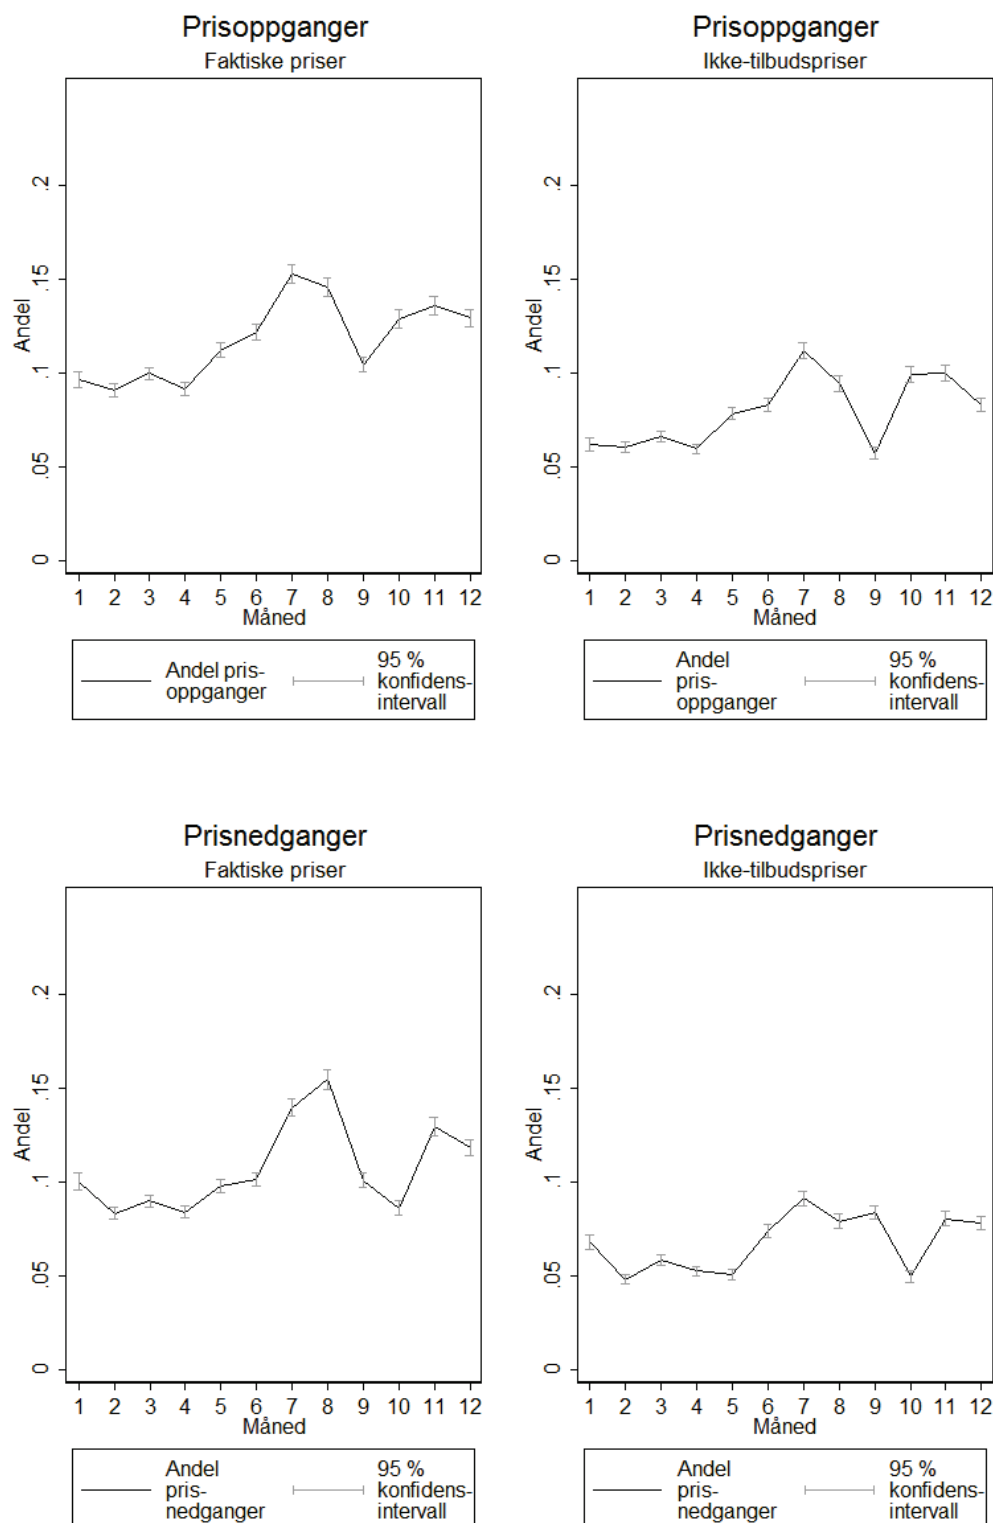 Prisoppganger
Faktiske priser
Andel
.2
.15
.1
.05
0
1 2 3 4 5 6 7 8 9 10 11 12
Måned
Andel pris-
oppganger
95 %
konfidens-
intervall
Prisoppganger
Ikke-tilbudspriser
Andel
.2
.15
.1
.05
0
1 2 3 4 5 6 7 8 9 10 11 12
Måned
Andel
pris-
oppganger
95 %
konfidens-
intervall
Prisnedganger
Faktiske priser
Andel
.2
.15
.1
.05
0
1 2 3 4 5 6 7 8 9 10 11 12
Måned
Andel
pris-
nedganger
95 %
konfidens-
intervall
Prisnedganger
Ikke-tilbudspriser
Andel
.2
.15
.1
.05
0
1 2 3 4 5 6 7 8 9 10 11 12
Måned
Andel
pris-
nedganger
95 %
konfidens-
intervall